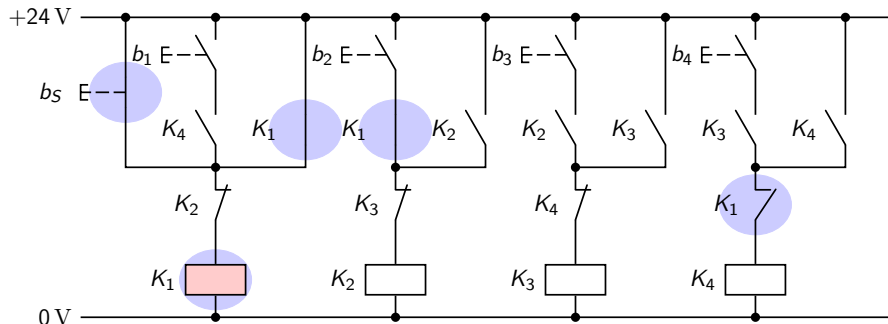 +24 V
b1 b2 b3 b4
bS
K4 K1 K1 K2 K2 K3 K3 K4
K2 K3 K4 K1
K1 K2 K3 K4
0 V